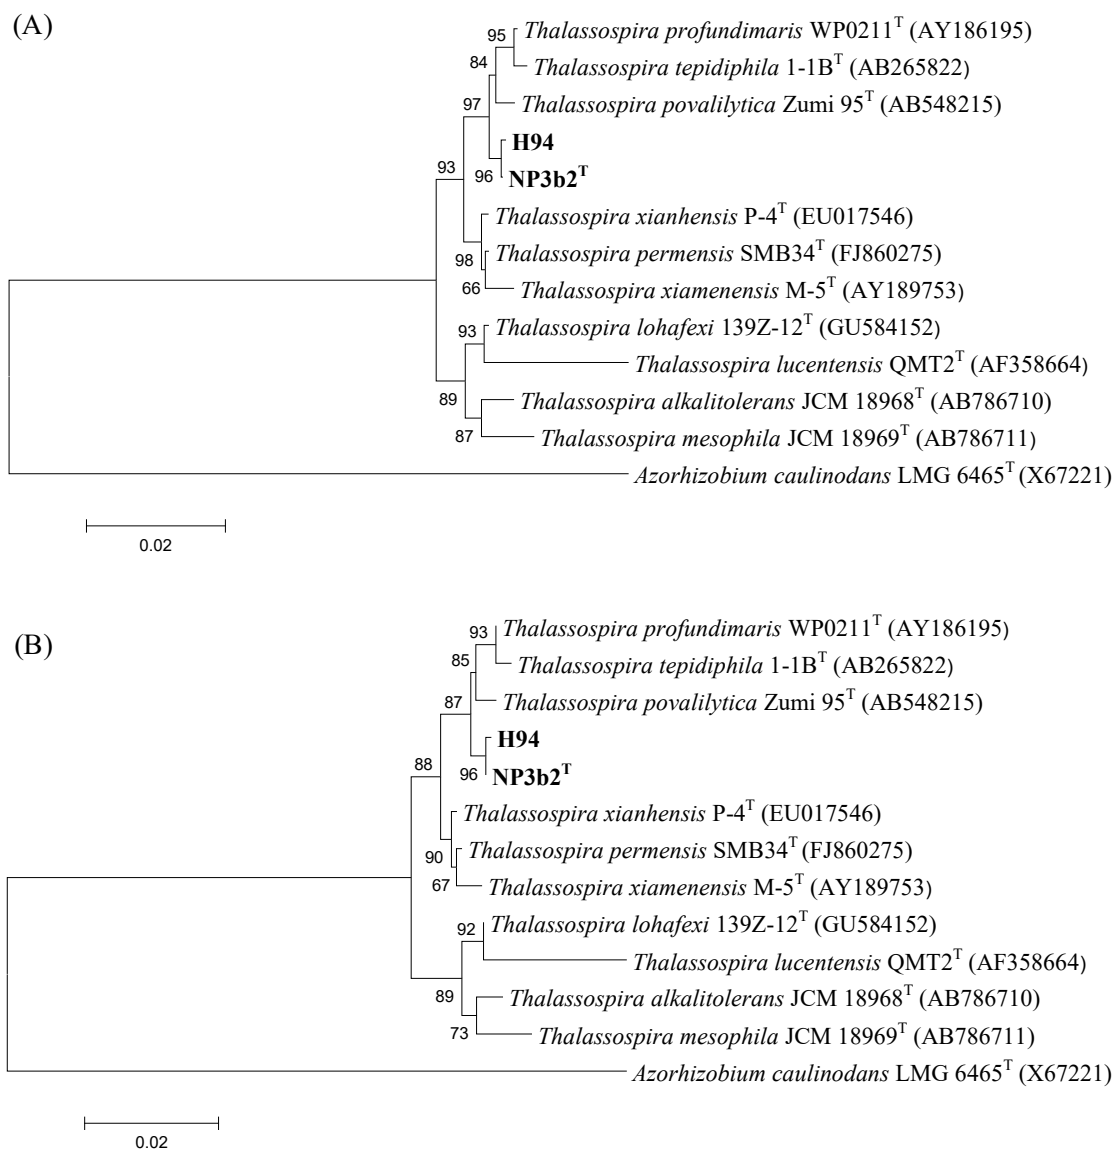 (A)
95 Thalassospira profundimaris WP0211ᵀ (AY186195)
84 Thalassospira tepidiphila 1-1Bᵀ (AB265822)
97 Thalassospira povalilytica Zumi 95ᵀ (AB548215)
H94
93 96 NP3b2ᵀ
Thalassospira xianhensis P-4ᵀ (EU017546)
98 Thalassospira permensis SMB34ᵀ (FJ860275)
66 Thalassospira xiamenensis M-5ᵀ (AY189753)
93 Thalassospira lohafexi 139Z-12ᵀ (GU584152)
Thalassospira lucentensis QMT2ᵀ (AF358664)
89 Thalassospira alkalitolerans JCM 18968ᵀ (AB786710)
87 Thalassospira mesophila JCM 18969ᵀ (AB786711)
Azorhizobium caulinodans LMG 6465ᵀ (X67221)
0.02
(B)
93 Thalassospira profundimaris WP0211ᵀ (AY186195)
85 Thalassospira tepidiphila 1-1Bᵀ (AB265822)
87 Thalassospira povalilytica Zumi 95ᵀ (AB548215)
H94
88 96 NP3b2ᵀ
Thalassospira xianhensis P-4ᵀ (EU017546)
90 Thalassospira permensis SMB34ᵀ (FJ860275)
67 Thalassospira xiamenensis M-5ᵀ (AY189753)
92 Thalassospira lohafexi 139Z-12ᵀ (GU584152)
Thalassospira lucentensis QMT2ᵀ (AF358664)
89 Thalassospira alkalitolerans JCM 18968ᵀ (AB786710)
73 Thalassospira mesophila JCM 18969ᵀ (AB786711)
Azorhizobium caulinodans LMG 6465ᵀ (X67221)
0.02